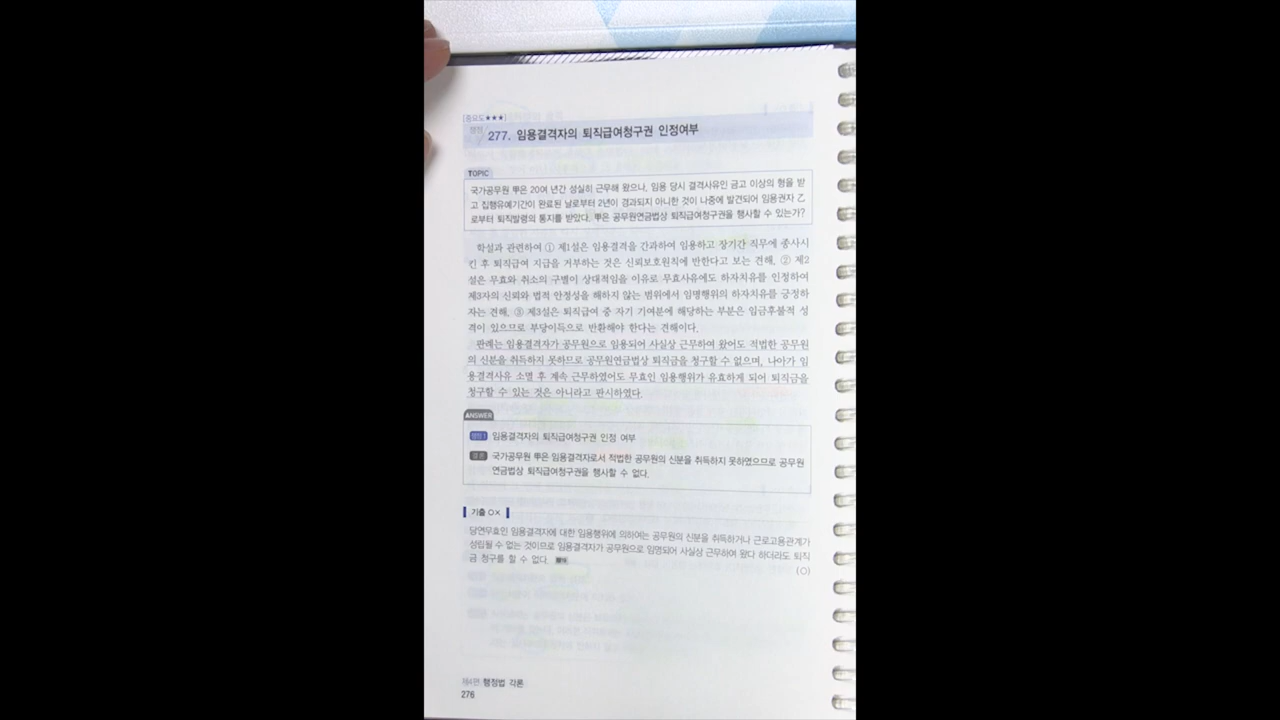 [중요도★★★]
쟁점 277. 임용결격자의 퇴직급여청구권 인정여부
TOPIC
국가공무원 甲은 20여 년간 성실히 근무해 왔으나, 임용 당시 결격사유인 금고 이상의 형을 받
고 집행유예기간이 완료된 날로부터 2년이 경과되지 아니한 것이 나중에 발견되어 임용권자 乙
로부터 퇴직발령의 통지를 받았다. 甲은 공무원연금법상 퇴직급여청구권을 행사할 수 있는가?
학설과 관련하여 ① 제1설은 임용결격을 간과하여 임용하고 장기간 직무에 종사시
킨 후 퇴직급여 지급을 거부하는 것은 신뢰보호원칙에 반한다고 보는 견해, ② 제2
설은 무효와 취소의 구별이 상대적임을 이유로 무효사유에도 하자치유를 인정하여
제3자의 신뢰와 법적 안정성을 해하지 않는 범위에서 임명행위의 하자치유를 긍정하
자는 견해, ③ 제3설은 퇴직급여 중 자기 기여분에 해당하는 부분은 임금후불적 성
격이 있으므로 부당이득으로 반환해야 한다는 견해이다.
판례는 임용결격자가 공무원으로 임용되어 사실상 근무하여 왔어도 적법한 공무원
의 신분을 취득하지 못하므로 공무원연금법상 퇴직금을 청구할 수 없으며, 나아가 임
용결격사유 소멸 후 계속 근무하였어도 무효인 임용행위가 유효하게 되어 퇴직금을
청구할 수 있는 것은 아니라고 판시하였다.
ANSWER
쟁점1 임용결격자의 퇴직급여청구권 인정 여부
결론 국가공무원 甲은 임용결격자로서 적법한 공무원의 신분을 취득하지 못하였으므로 공무원
연금법상 퇴직급여청구권을 행사할 수 없다.
기출 OX
당연무효인 임용결격자에 대한 임용행위에 의하여는 공무원의 신분을 취득하거나 근로고용관계가
성립될 수 없는 것이므로 임용결격자가 공무원으로 임명되어 사실상 근무하여 왔다 하더라도 퇴직
금 청구를 할 수 없다.
(O)
제4편 행정법 각론
276